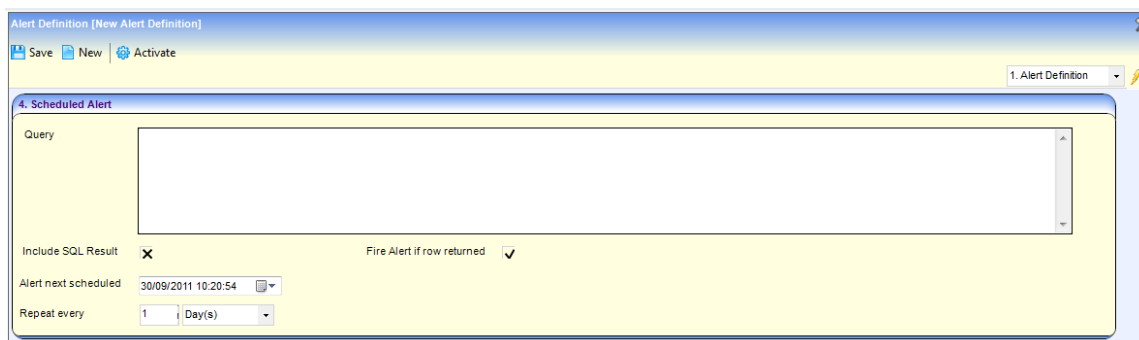 Alert Definition [New Alert Definition]
Save New Activate
1. Alert Definition
4. Scheduled Alert
Query
Include SQL Result Fire Alert if row returned
Alert next scheduled 30/09/2011 10:20:54
Repeat every 1 Day(s)